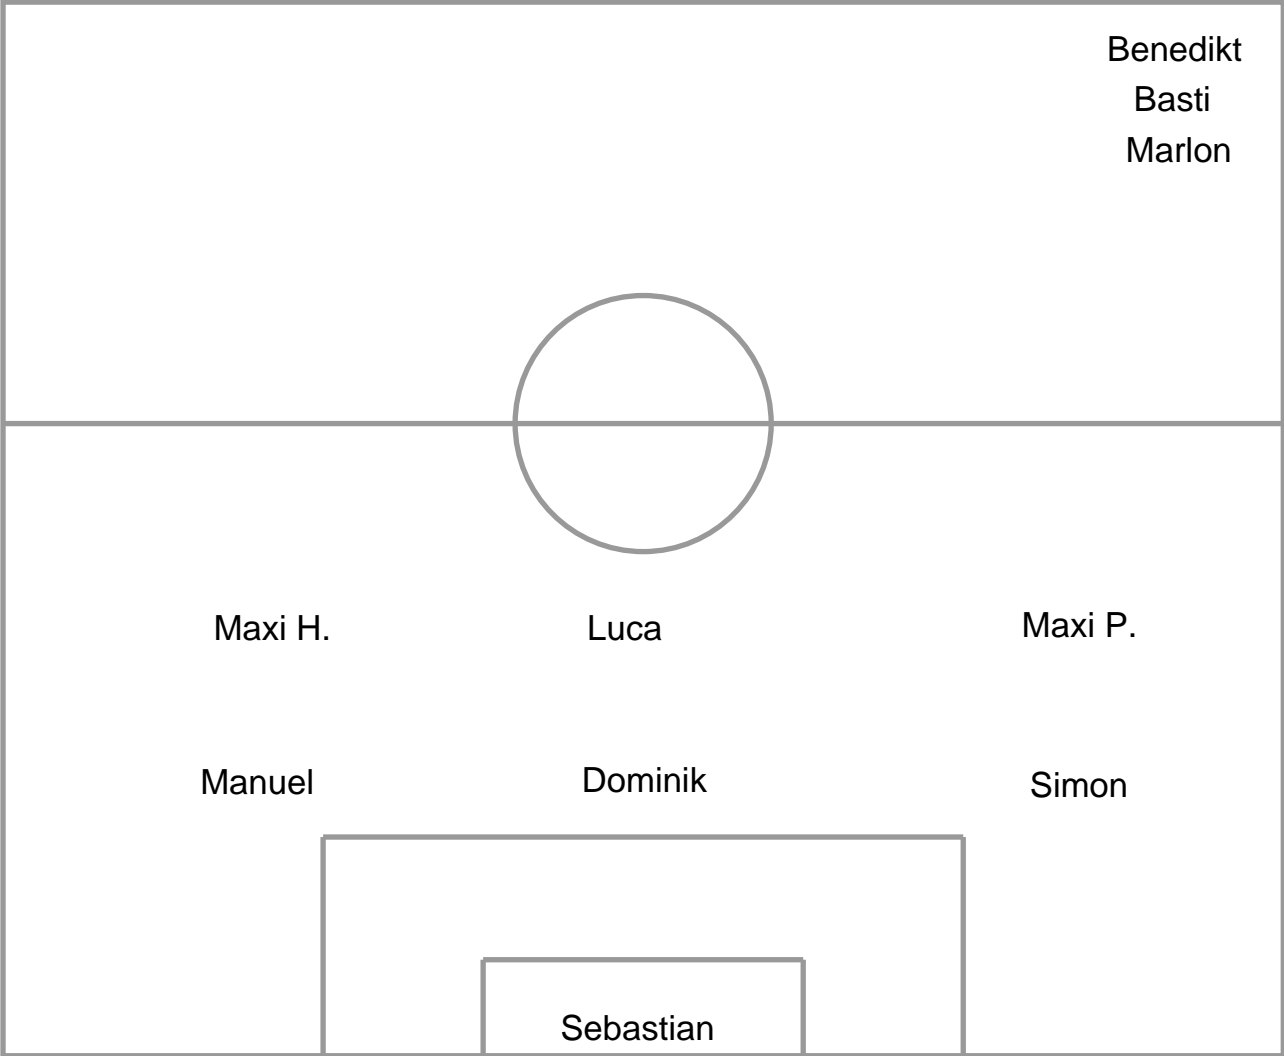 Benedikt
Basti
Marlon
Maxi H. Luca Maxi P.
Manuel Dominik Simon
Sebastian